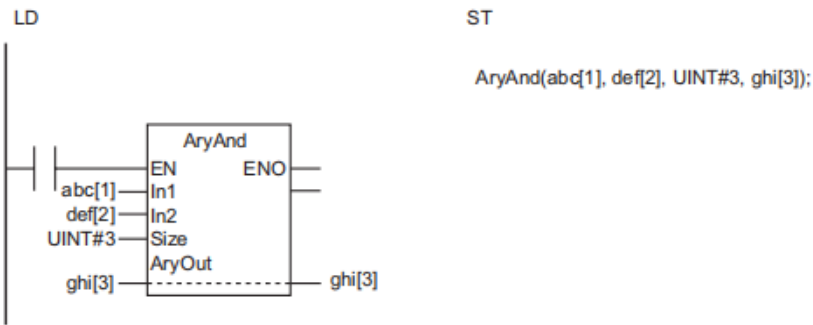 LD
ST
AryAnd(abc[1], def[2], UINT#3, ghi[3]);
AryAnd
EN ENO
abc[1] In1
def[2] In2
UINT#3 Size
AryOut
ghi[3] ghi[3]